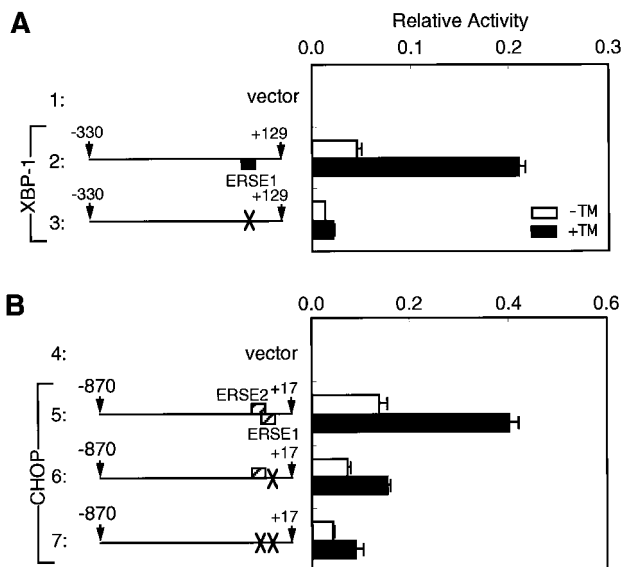 A
Relative Activity
0.0 0.1 0.2 0.3
1: vector
XBP-1
-330 +129
2:
ERSE1
-330 +129
3:
-TM
+TM
B
0.0 0.2 0.4 0.6
4: vector
CHOP
-870 +17
ERSE2
5:
ERSE1
-870 +17
6:
-870 +17
7: